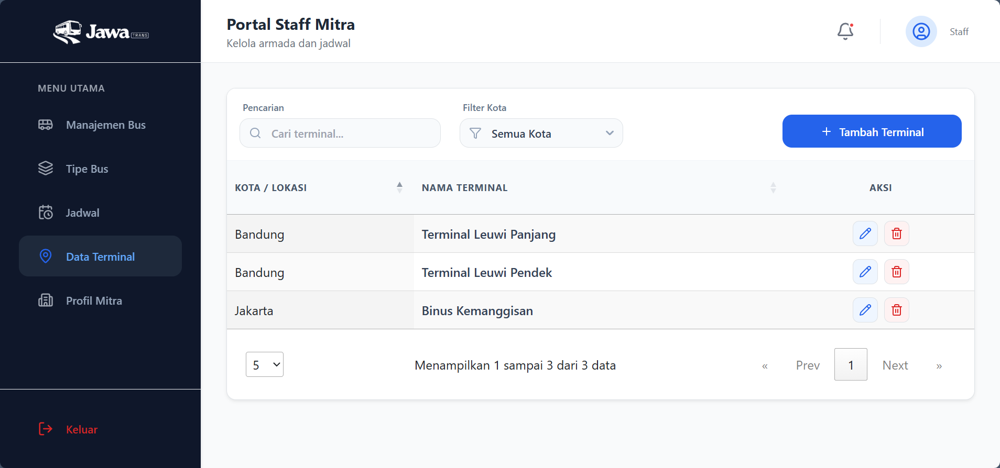 Jawa TRANS
Portal Staff Mitra
Kelola armada dan jadwal
Staff
MENU UTAMA
Manajemen Bus
Tipe Bus
Jadwal
Data Terminal
Profil Mitra
Keluar
Pencarian
Cari terminal...
Filter Kota
Semua Kota
+ Tambah Terminal
KOTA / LOKASI NAMA TERMINAL AKSI
Bandung Terminal Leuwi Panjang
Bandung Terminal Leuwi Pendek
Jakarta Binus Kemanggisan
5 Menampilkan 1 sampai 3 dari 3 data « Prev 1 Next »